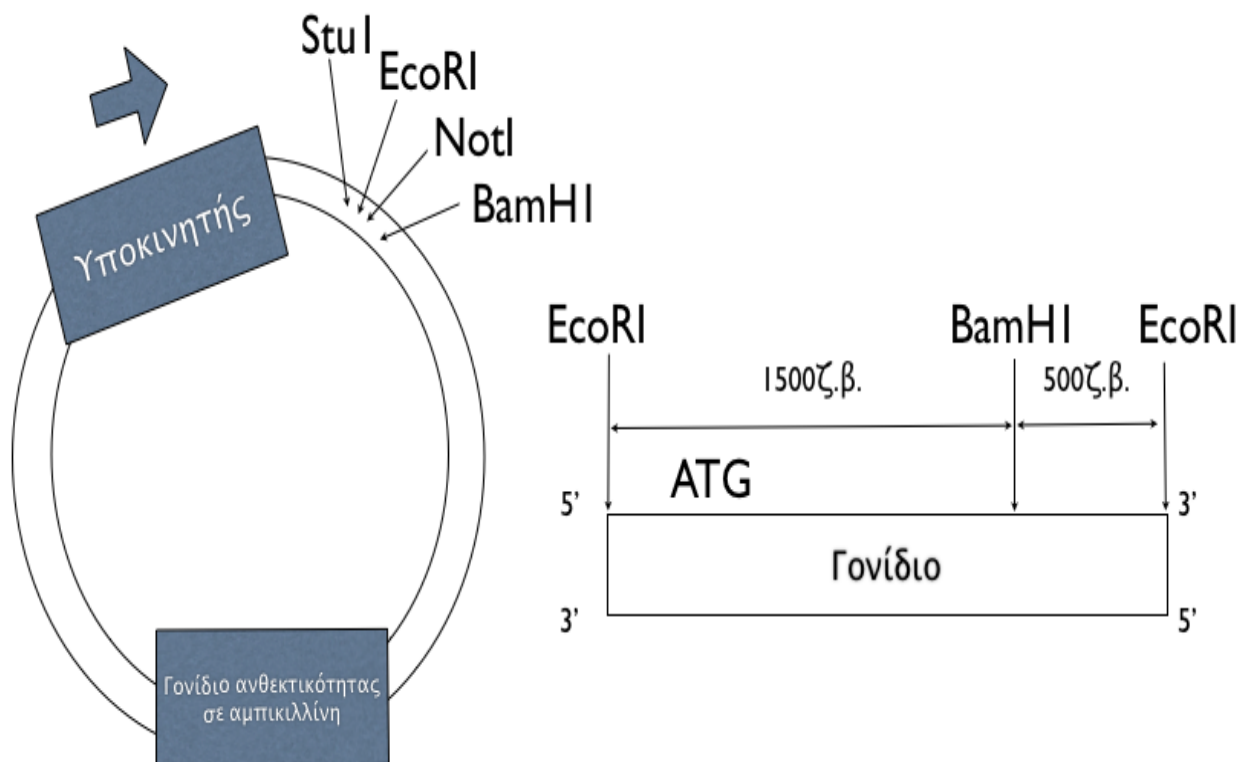 StuI
EcoRI
NotI
BamHI
Υποκινητής
EcoRI
BamHI
EcoRI
1500ζ.β.
500ζ.β.
ATG
5’
3’
Γονίδιο
3’
5’
Γονίδιο ανθεκτικότητας
σε αμπικιλλίνη